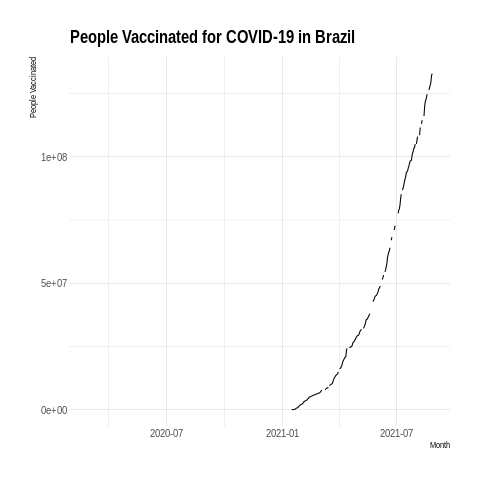 People Vaccinated for COVID-19 in Brazil
People Vaccinated
1e+08
5e+07
0e+00
2020-07
2021-01
2021-07
Month